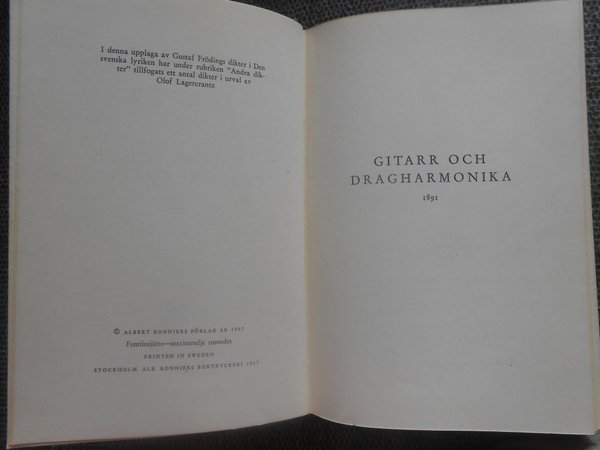 I denna upplaga av Gustaf Frödings dikter i Den
svenska lyriken har under rubriken "Andra dik-
ter" tillfogats ett antal dikter i urval av
Olof Lagercrantz
© ALBERT BONNIERS FÖRLAG AB 1957
Femtiosjätte—sextiotredje tusendet
PRINTED IN SWEDEN
STOCKHOLM. ALB. BONNIERS BOKTRYCKERI 1957
GITARR OCH
DRAGHARMONIKA
1891